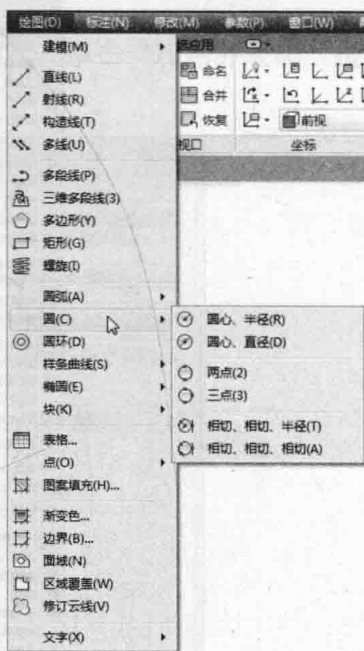 绘图(D) 标注(N) 修改(M) 参数(P) 窗口(W)
建模(M)
直线(L)
射线(R)
构造线(T)
多线(U)
多段线(P)
三维多段线(3)
多边形(Y)
矩形(G)
螺旋(I)
圆弧(A)
圆(C)
圆环(D)
样条曲线(S)
椭圆(E)
块(K)
表格...
点(O)
图案填充(H)...
渐变色...
边界(B)...
面域(N)
区域覆盖(W)
修订云线(V)
文字(X)
应用
命名
合并
恢复
前视
视口
坐标
圆心、半径(R)
圆心、直径(D)
两点(2)
三点(3)
相切、相切、半径(T)
相切、相切、相切(A)